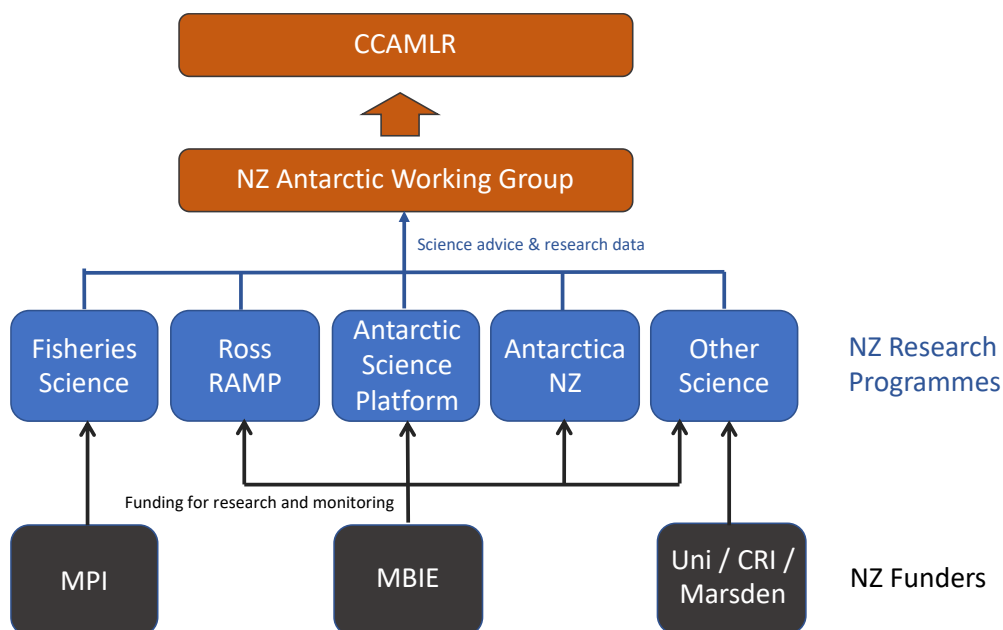 CCAMLR
NZ Antarctic Working Group
Science advice & research data
Fisheries
Science
Ross
RAMP
Antarctic
Science
Platform
Antarctica
NZ
Other
Science
NZ Research
Programmes
Funding for research and monitoring
MPI
MBIE
Uni / CRI /
Marsden
NZ Funders